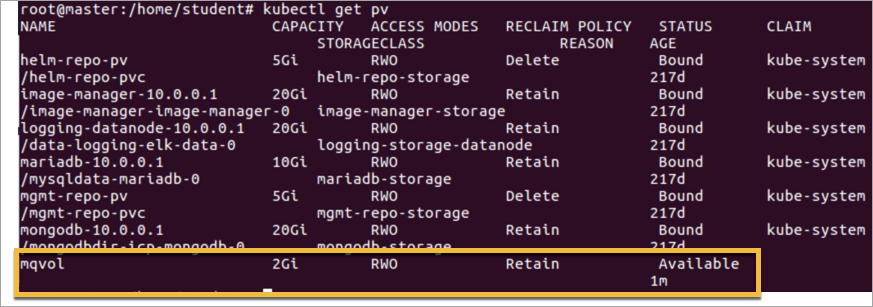 root@master:/home/student# kubectl get pv
NAME CAPACITY ACCESS MODES RECLAIM POLICY STATUS CLAIM
STORAGECLASS REASON AGE
helm-repo-pv 5Gi RWO Delete Bound kube-system
/helm-repo-pvc helm-repo-storage 217d
image-manager-10.0.0.1 20Gi RWO Retain Bound kube-system
/image-manager-image-manager-0 image-manager-storage 217d
logging-datanode-10.0.0.1 20Gi RWO Retain Bound kube-system
/data-logging-elk-data-0 logging-storage-datanode 217d
mariadb-10.0.0.1 10Gi RWO Retain Bound kube-system
/mysqldata-mariadb-0 mariadb-storage 217d
mgmt-repo-pv 5Gi RWO Delete Bound kube-system
/mgmt-repo-pvc mgmt-repo-storage 217d
mongodb-10.0.0.1 20Gi RWO Retain Bound kube-system
/mongodbdir-icp-mongodb-0 mongodb-storage 217d
mqvol 2Gi RWO Retain Available
1m